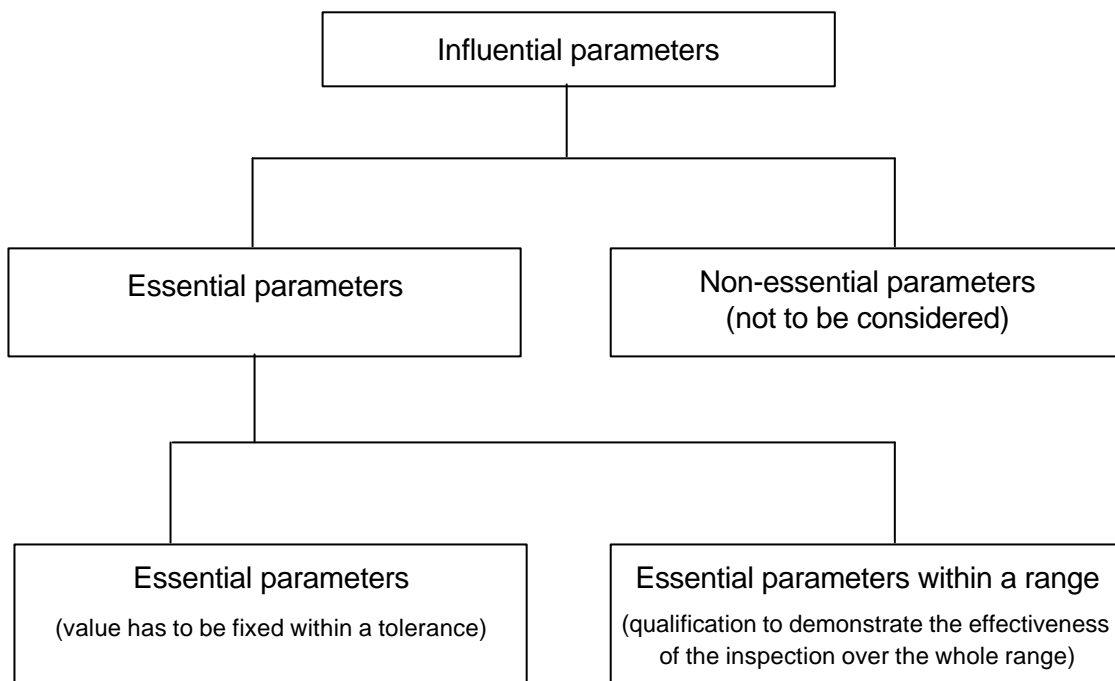 Influential parameters
Essential parameters
Non-essential parameters
(not to be considered)
Essential parameters
(value has to be fixed within a tolerance)
Essential parameters within a range
(qualification to demonstrate the effectiveness
of the inspection over the whole range)